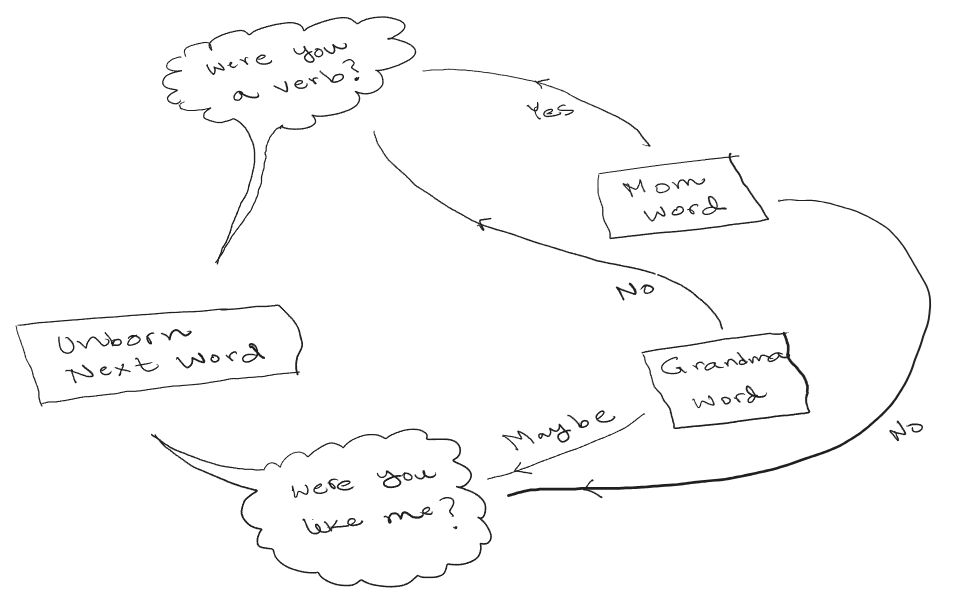 Were you
a verb?
Yes
Mom
Word
No
Unborn
Next Word
Grandma
Word
Maybe
No
Were you
like me?